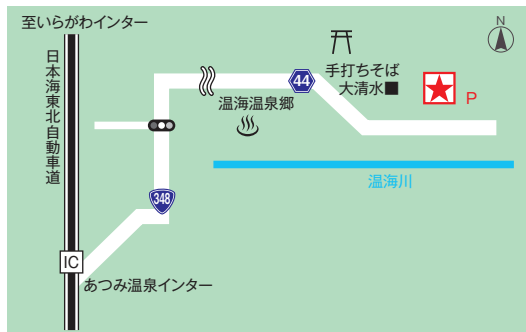 至いらがわインター
N
日本海東北自動車道
44
手打ちそば
大清水■
P
温海温泉郷
温海川
348
IC
あつみ温泉インター